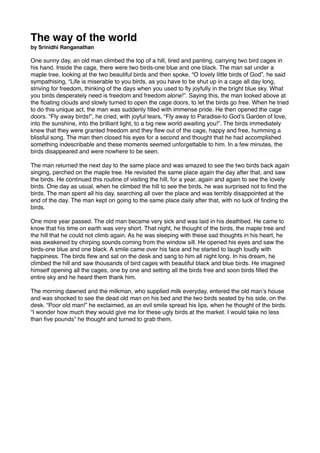 The way of the world
by Srinidhi Ranganathan
One sunny day, an old man climbed the top of a hill, tired and panting, carrying two bird cages in
his hand. Inside the cage, there were two birds-one blue and one black. The man sat under a
maple tree, looking at the two beautiful birds and then spoke, “O lovely little birds of God”, he said
sympathising, “Life is miserable to you birds, as you have to be shut up in a cage all day long,
striving for freedom, thinking of the days when you used to fly joyfully in the bright blue sky. What
you birds desperately need is freedom and freedom alone!”. Saying this, the man looked above at
the floating clouds and slowly turned to open the cage doors, to let the birds go free. When he tried
to do this unique act, the man was suddenly filled with immense pride. He then opened the cage
doors. “Fly away birds!”, he cried, with joyful tears, “Fly away to Paradise-to God’s Garden of love,
into the sunshine, into the brilliant light, to a big new world awaiting you!”. The birds immediately
knew that they were granted freedom and they flew out of the cage, happy and free, humming a
blissful song. The man then closed his eyes for a second and thought that he had accomplished
something indescribable and these moments seemed unforgettable to him. In a few minutes, the
birds disappeared and were nowhere to be seen.
The man returned the next day to the same place and was amazed to see the two birds back again
singing, perched on the maple tree. He revisited the same place again the day after that, and saw
the birds. He continued this routine of visiting the hill, for a year, again and again to see the lovely
birds. One day as usual, when he climbed the hill to see the birds, he was surprised not to find the
birds. The man spent all his day, searching all over the place and was terribly disappointed at the
end of the day. The man kept on going to the same place daily after that, with no luck of finding the
birds.
One more year passed. The old man became very sick and was laid in his deathbed. He came to
know that his time on earth was very short. That night, he thought of the birds, the maple tree and
the hill that he could not climb again. As he was sleeping with these sad thoughts in his heart, he
was awakened by chirping sounds coming from the window sill. He opened his eyes and saw the
birds-one blue and one black. A smile came over his face and he started to laugh loudly with
happiness. The birds flew and sat on the desk and sang to him all night long. In his dream, he
climbed the hill and saw thousands of bird cages with beautiful black and blue birds. He imagined
himself opening all the cages, one by one and setting all the birds free and soon birds filled the
entire sky and he heard them thank him.
The morning dawned and the milkman, who supplied milk everyday, entered the old man’s house
and was shocked to see the dead old man on his bed and the two birds seated by his side, on the
desk. “Poor old man!” he exclaimed, as an evil smile spread his lips, when he thought of the birds.
“I wonder how much they would give me for these ugly birds at the market. I would take no less
than five pounds” he thought and turned to grab them.